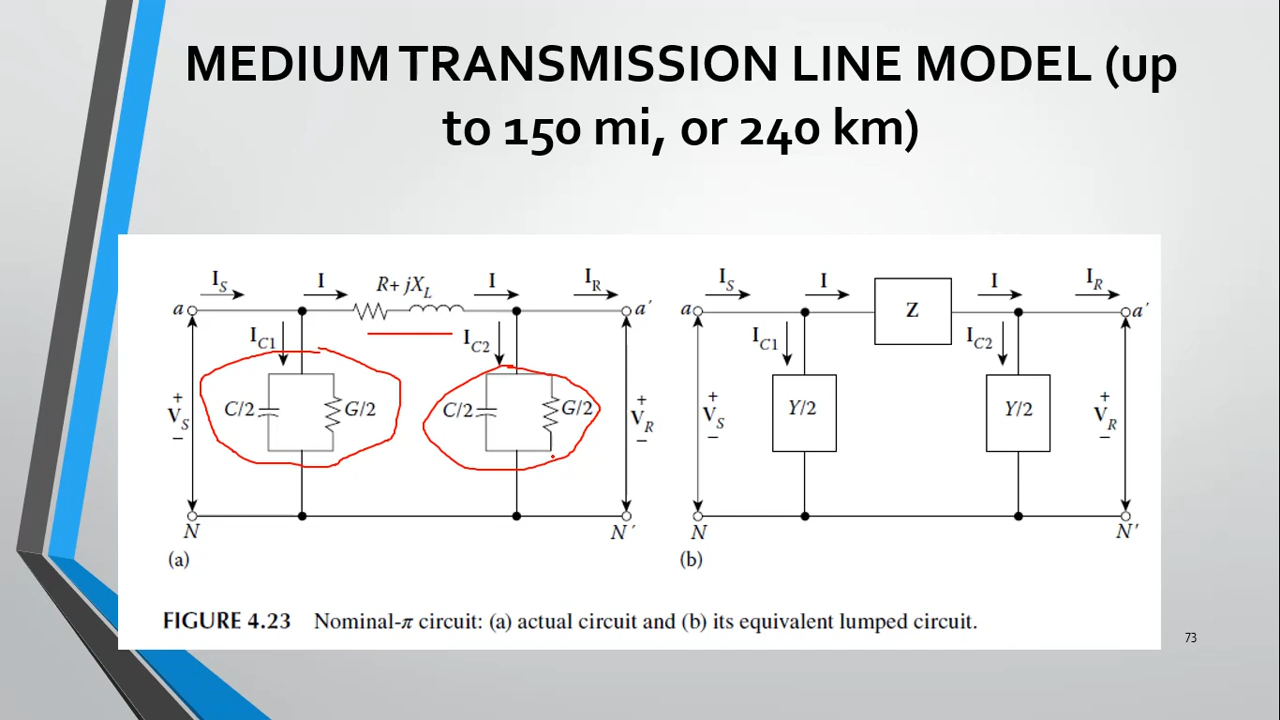 MEDIUM TRANSMISSION LINE MODEL (up
to 150 mi, or 240 km)
I_S I R+ jX_L I I_R
a a′
I_C1 I_C2
+ V_S −
C/2 G/2 C/2 G/2
+ V_R −
N N′
(a)
I_S I Z I I_R
a a′
I_C1 I_C2
+ V_S −
Y/2 Y/2
+ V_R −
N N′
(b)
FIGURE 4.23 Nominal-π circuit: (a) actual circuit and (b) its equivalent lumped circuit.
73